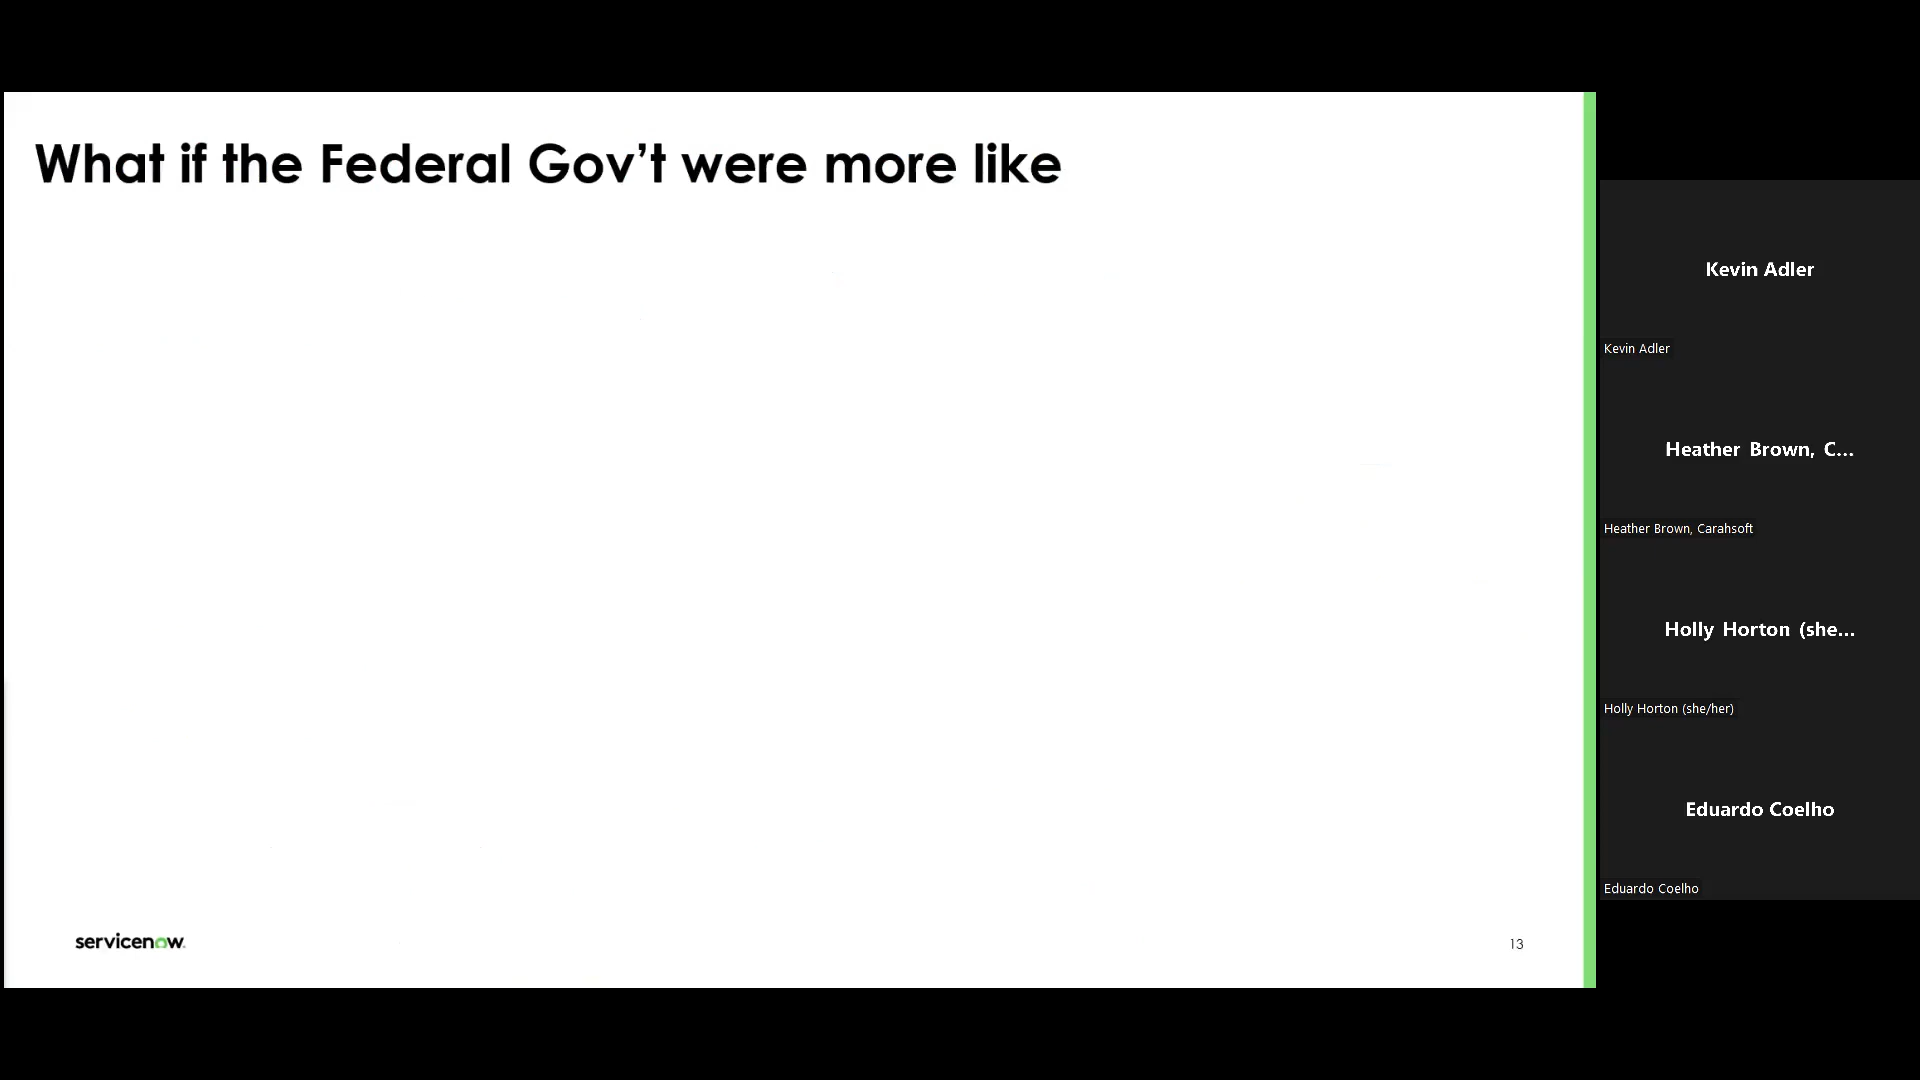 What if the Federal Gov’t were more like
servicenow.
13
Kevin Adler
Kevin Adler
Heather Brown, C...
Heather Brown, Carahsoft
Holly Horton (she...
Holly Horton (she/her)
Eduardo Coelho
Eduardo Coelho